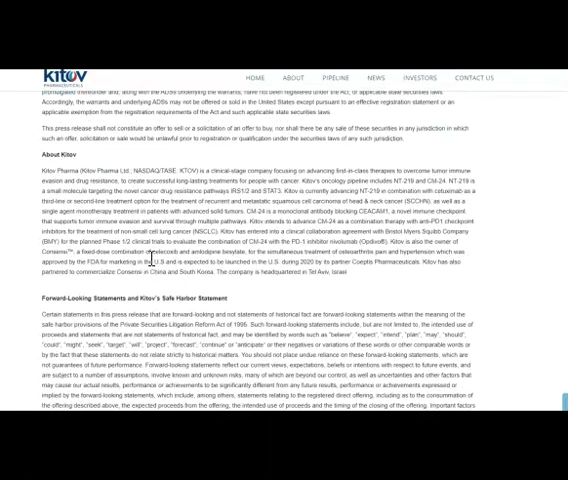 kitov
PHARMACEUTICALS
HOME ABOUT PIPELINE NEWS INVESTORS CONTACT US
promulgated thereunder and, along with the ADSs underlying the warrants, have not been registered under the Act, or applicable state securities laws.
Accordingly, the warrants and underlying ADSs may not be offered or sold in the United States except pursuant to an effective registration statement or an
applicable exemption from the registration requirements of the Act and such applicable state securities laws.
This press release shall not constitute an offer to sell or a solicitation of an offer to buy, nor shall there be any sale of these securities in any jurisdiction in which
such an offer, solicitation or sale would be unlawful prior to registration or qualification under the securities laws of any such jurisdiction.
About Kitov
Kitov Pharma (Kitov Pharma Ltd.; NASDAQ/TASE: KTOV) is a clinical-stage company focusing on advancing first-in-class therapies to overcome tumor immune
evasion and drug resistance, to create successful long-lasting treatments for people with cancer. Kitov's oncology pipeline includes NT-219 and CM-24. NT-219 is
a small molecule targeting the novel cancer drug resistance pathways IRS1/2 and STAT3. Kitov is currently advancing NT-219 in combination with cetuximab as a
third-line or second-line treatment option for the treatment of recurrent and metastatic squamous cell carcinoma of head & neck cancer (SCCHN), as well as a
single agent monotherapy treatment in patients with advanced solid tumors. CM-24 is a monoclonal antibody blocking CEACAM1, a novel immune checkpoint
that supports tumor immune evasion and survival through multiple pathways. Kitov intends to advance CM-24 as a combination therapy with anti-PD1 checkpoint
inhibitors for the treatment of non-small cell lung cancer (NSCLC). Kitov has entered into a clinical collaboration agreement with Bristol Myers Squibb Company
(BMY) for the planned Phase 1/2 clinical trials to evaluate the combination of CM-24 with the PD-1 inhibitor nivolumab (Opdivo®). Kitov is also the owner of
Consensi™, a fixed-dose combination of celecoxib and amlodipine besylate, for the simultaneous treatment of osteoarthritis pain and hypertension which was
approved by the FDA for marketing in the U.S and is expected to be launched in the U.S. during 2020 by its partner Coeptis Pharmaceuticals. Kitov has also
partnered to commercialize Consensi in China and South Korea. The company is headquartered in Tel Aviv, Israel
Forward-Looking Statements and Kitov's Safe Harbor Statement
Certain statements in this press release that are forward-looking and not statements of historical fact are forward-looking statements within the meaning of the
safe harbor provisions of the Private Securities Litigation Reform Act of 1995. Such forward-looking statements include, but are not limited to, the intended use of
proceeds and statements that are not statements of historical fact, and may be identified by words such as "believe", "expect", "intend", "plan", "may", "should",
"could", "might", "seek", "target", "will", "project", "forecast", "continue" or "anticipate" or their negatives or variations of these words or other comparable words or
by the fact that these statements do not relate strictly to historical matters. You should not place undue reliance on these forward-looking statements, which are
not guarantees of future performance. Forward-looking statements reflect our current views, expectations, beliefs or intentions with respect to future events, and
are subject to a number of assumptions, involve known and unknown risks, many of which are beyond our control, as well as uncertainties and other factors that
may cause our actual results, performance or achievements to be significantly different from any future results, performance or achievements expressed or
implied by the forward-looking statements, which include, among others, statements relating to the registered direct offering, including as to the consummation of
the offering described above, the expected proceeds from the offering, the intended use of proceeds and the timing of the closing of the offering. Important factors